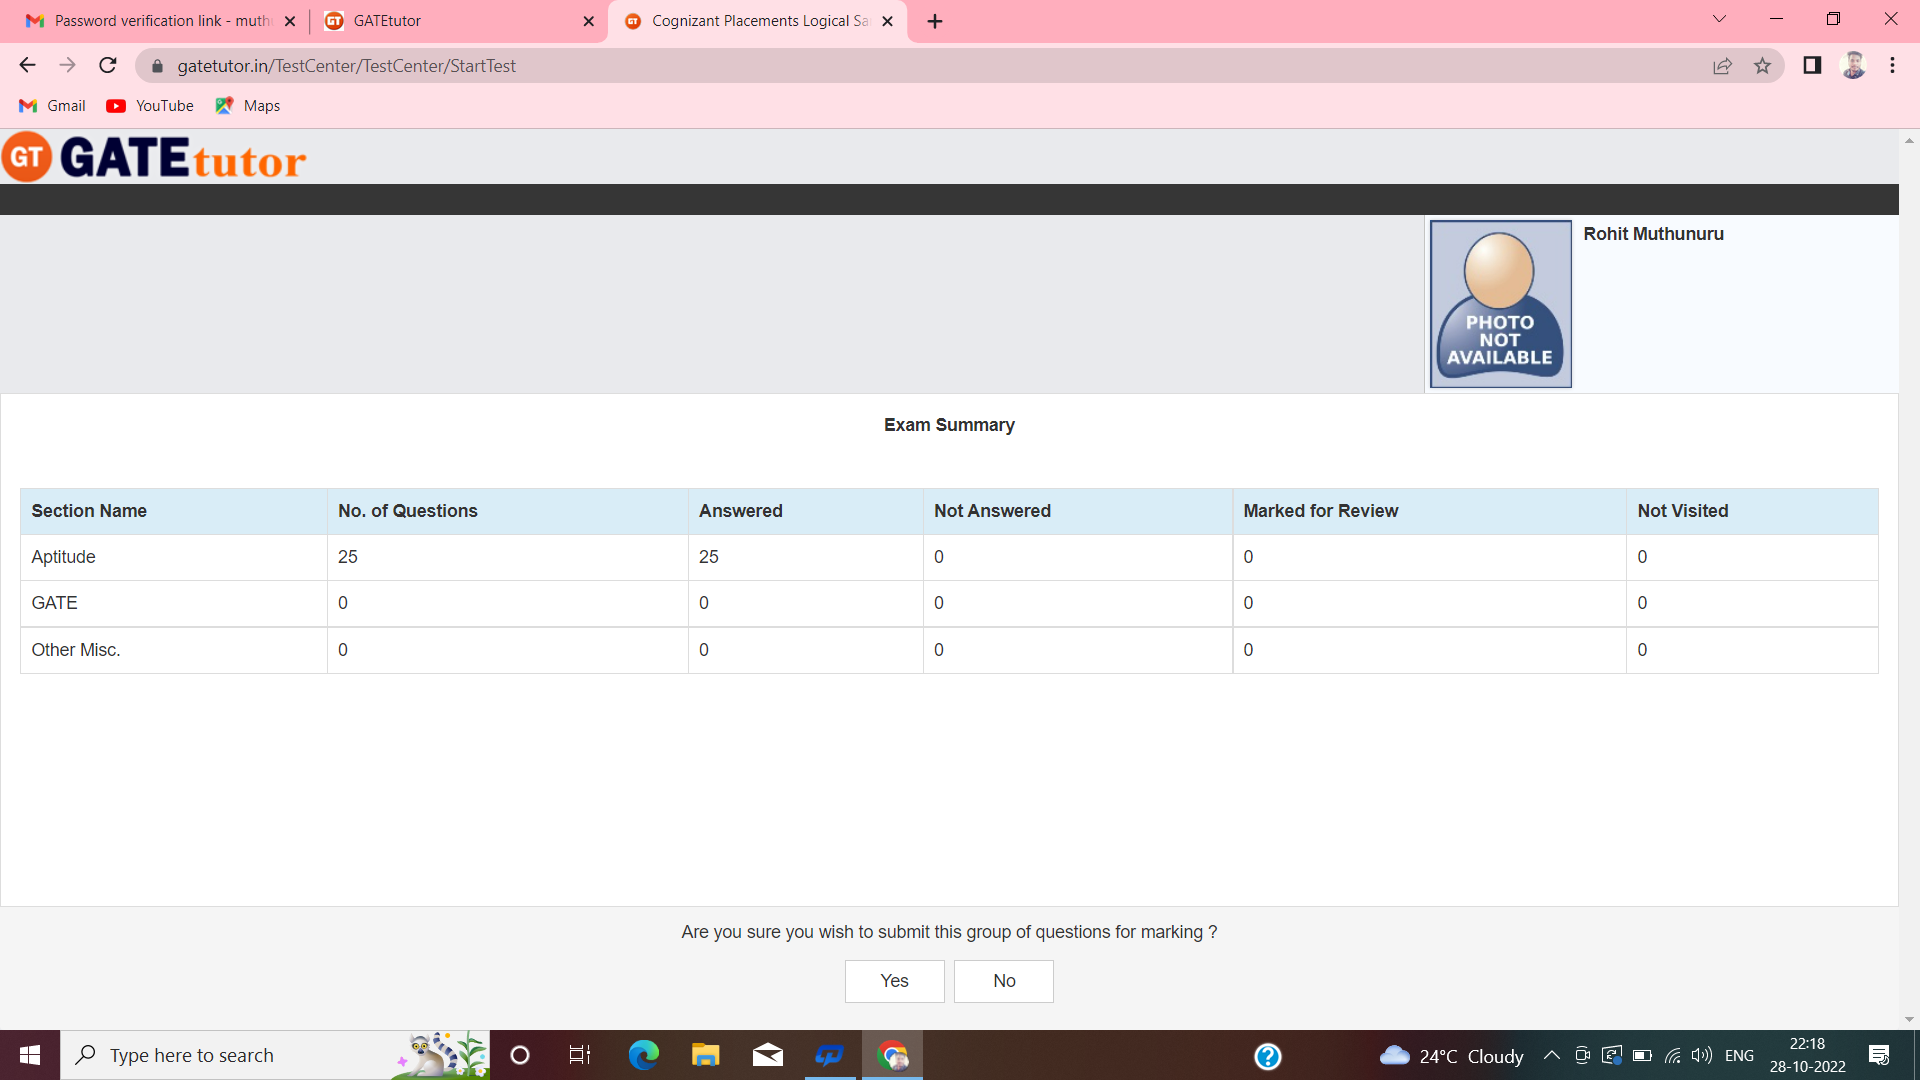 Password verification link - muth
GATEtutor
Cognizant Placements Logical Sa
gatetutor.in/TestCenter/TestCenter/StartTest
Gmail YouTube Maps
GT GATEtutor
Rohit Muthunuru
PHOTO
NOT
AVAILABLE
Exam Summary
Section Name No. of Questions Answered Not Answered Marked for Review Not Visited
Aptitude 25 25 0 0 0
GATE 0 0 0 0 0
Other Misc. 0 0 0 0 0
Are you sure you wish to submit this group of questions for marking ?
Yes No
Type here to search
24°C Cloudy
ENG
22:18
28-10-2022